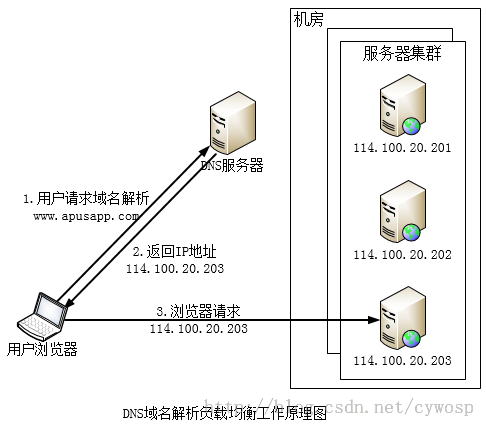 机房
服务器集群
114.100.20.201
DNS服务器
1.用户请求域名解析
www.apusapp.com
2.返回IP地址
114.100.20.203
114.100.20.202
3.浏览器请求
114.100.20.203
用户浏览器
114.100.20.203
DNS域名解析负载均衡工作原理图
http://blog.csdn.net/cywosp